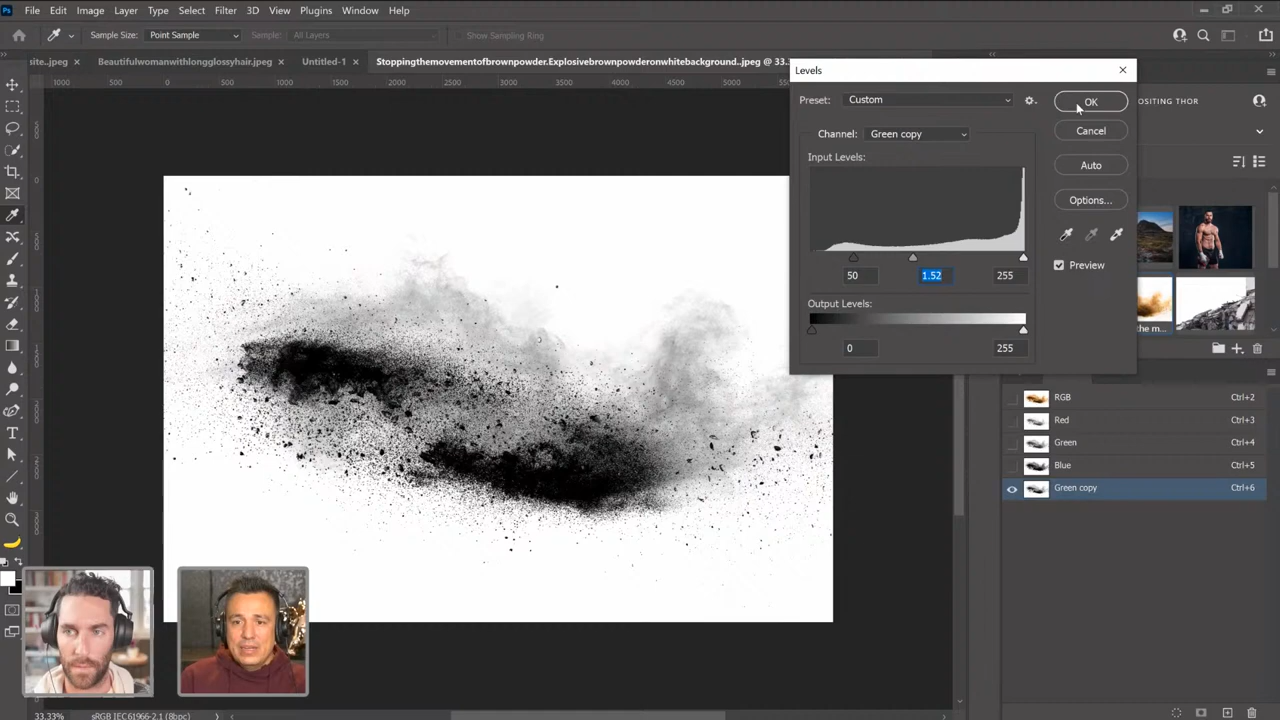 Ps File Edit Image Layer Type Select Filter 3D View Plugins Window Help
Sample Size: Point Sample Sample: All Layers Show Sampling Ring
ite..jpeg × Beautifulwomanwithlongglossyhair.jpeg × Untitled-1 × Stoppingthemovementofbrownpowder.Explosivebrownpowderonwhitebackground..jpeg @ 33.3
1000 500 0 500 1000 1500 2000 2500 3000 3500 4000 4500 5000
Levels
Preset: Custom
OK
OSITING THOR
Cancel
Channel: Green copy
Input Levels:
Auto
Options...
Preview
50 1.52 255
Output Levels:
the m...
0 255
RGB Ctrl+2
Red Ctrl+3
Green Ctrl+4
Blue Ctrl+5
Green copy Ctrl+6
33.33% sRGB IEC61966-2.1 (8bpc)